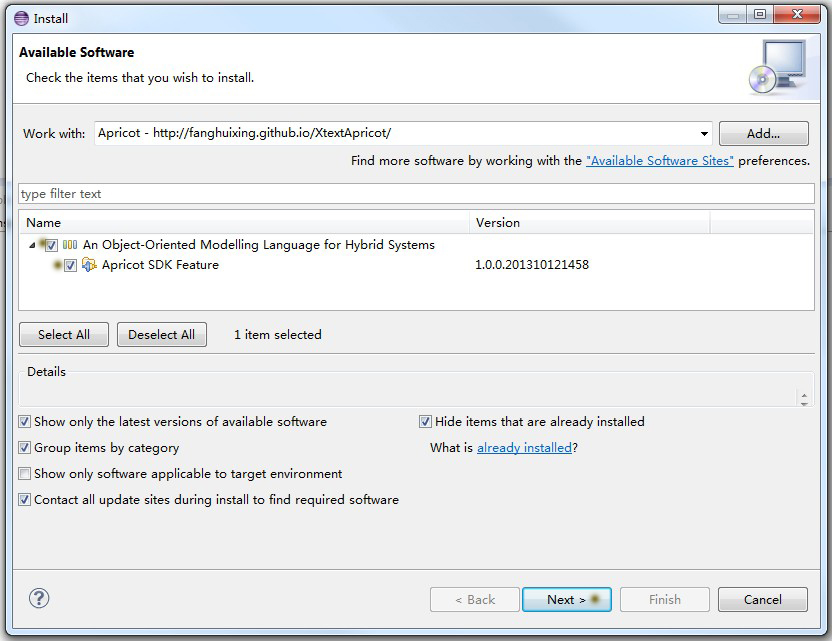 Install
Available Software
Check the items that you wish to install.
Work with: Apricot - http://fanghuixing.github.io/XtextApricot/ Add...
Find more software by working with the "Available Software Sites" preferences.
type filter text
Name Version
An Object-Oriented Modelling Language for Hybrid Systems
Apricot SDK Feature 1.0.0.201310121458
Select All Deselect All 1 item selected
Details
Show only the latest versions of available software Hide items that are already installed
Group items by category What is already installed?
Show only software applicable to target environment
Contact all update sites during install to find required software
? < Back Next > Finish Cancel